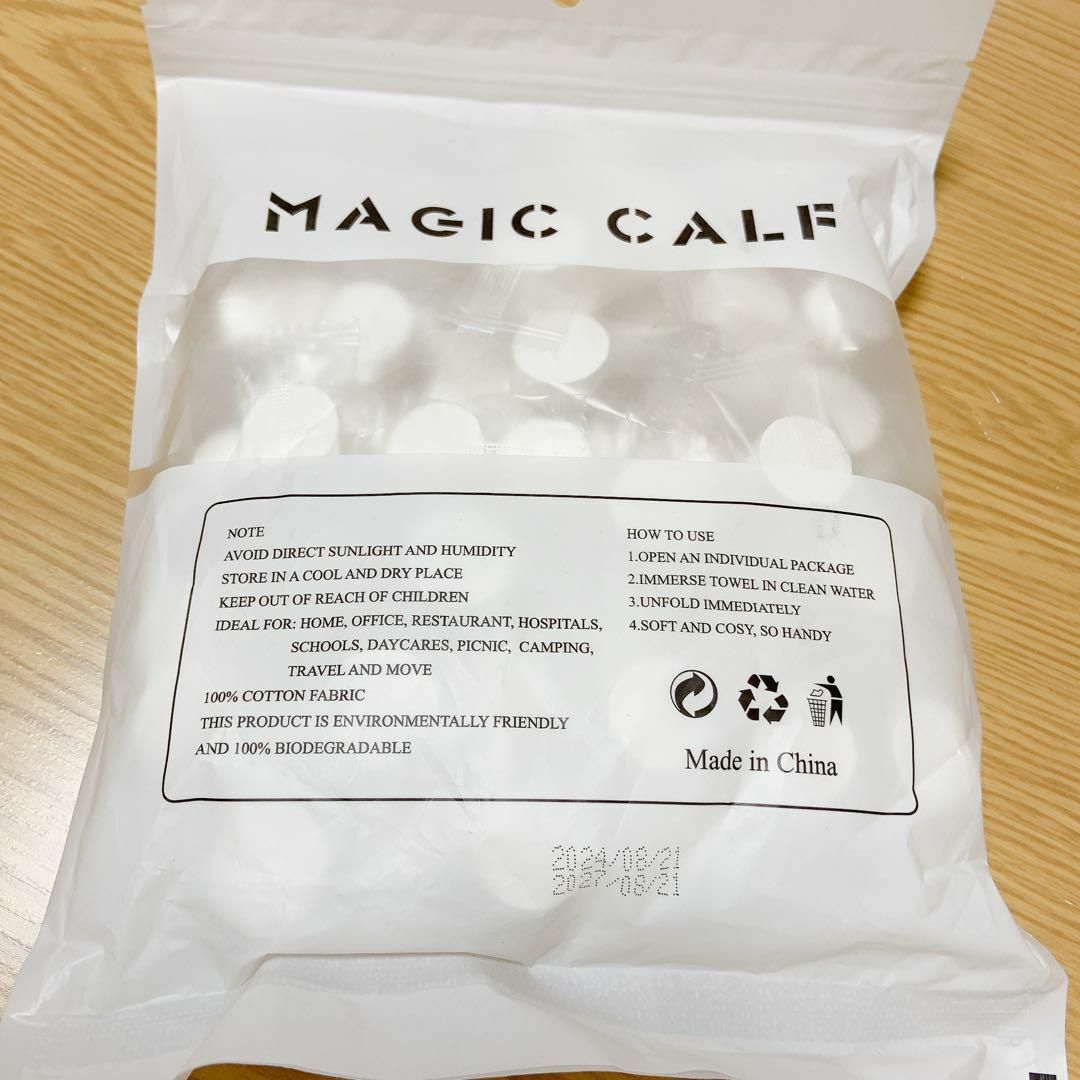 MAGIC CALF
NOTE
AVOID DIRECT SUNLIGHT AND HUMIDITY
STORE IN A COOL AND DRY PLACE
KEEP OUT OF REACH OF CHILDREN
IDEAL FOR: HOME, OFFICE, RESTAURANT, HOSPITALS,
SCHOOLS, DAYCARES, PICNIC, CAMPING,
TRAVEL AND MOVE
100% COTTON FABRIC
THIS PRODUCT IS ENVIRONMENTALLY FRIENDLY
AND 100% BIODEGRADABLE
HOW TO USE
1.OPEN AN INDIVIDUAL PACKAGE
2.IMMERSE TOWEL IN CLEAN WATER
3.UNFOLD IMMEDIATELY
4.SOFT AND COSY, SO HANDY
Made in China
2024/08/21
2027/08/21